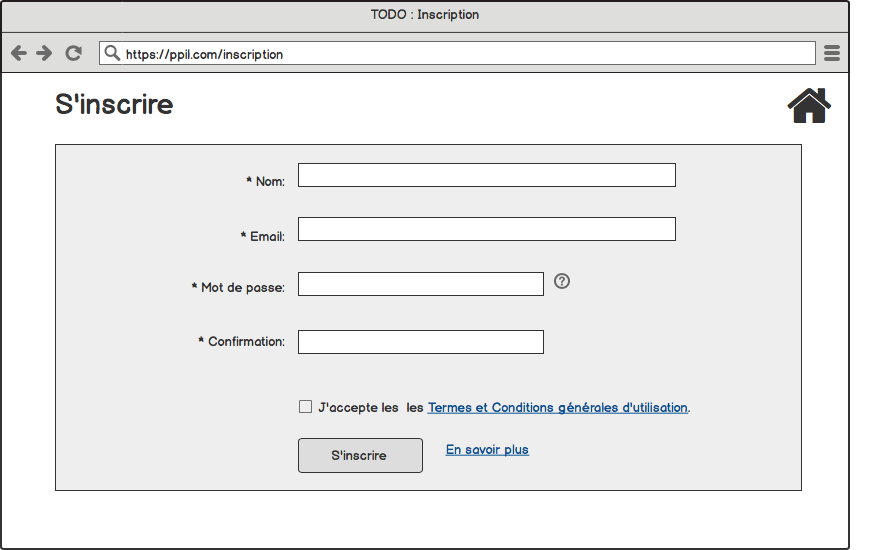 TODO : Inscription
https://ppil.com/inscription
S'inscrire
* Nom:
* Email:
* Mot de passe:
?
* Confirmation:
J'accepte les les Termes et Conditions générales d'utilisation.
S'inscrire
En savoir plus